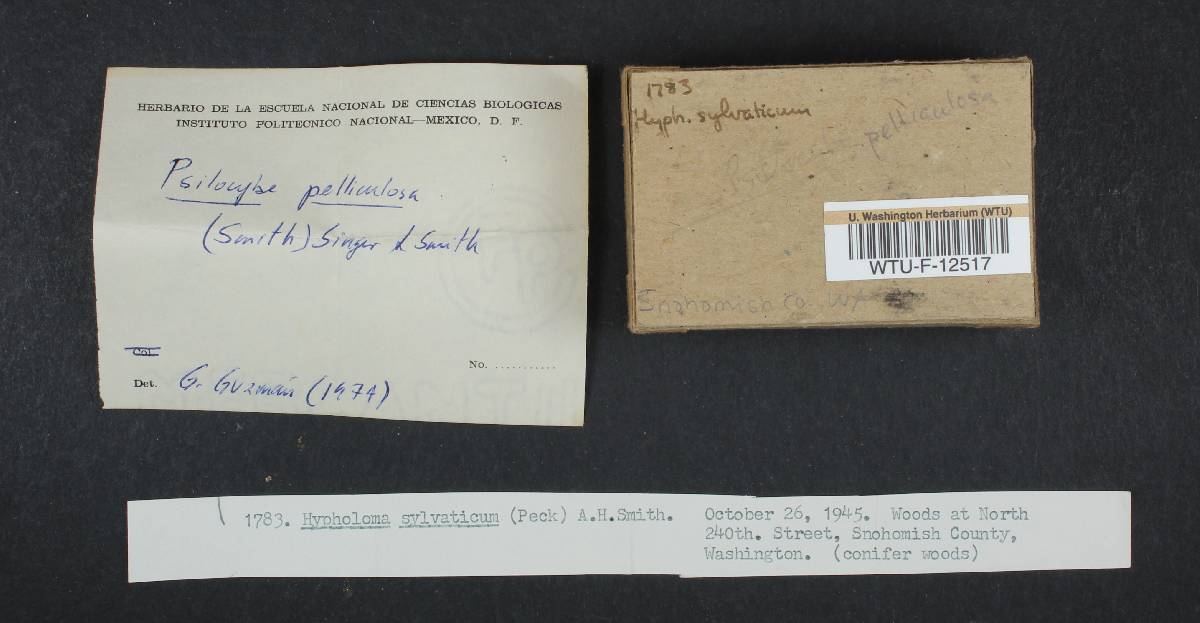 HERBARIO DE LA ESCUELA NACIONAL DE CIENCIAS BIOLOGICAS
INSTITUTO POLITECNICO NACIONAL—MEXICO, D. F.
Psilocybe pelliculosa
(Smith) Singer & Smith
Col.
No. ...........
Det. G. Guzmán (1974)
1783
Hyph. sylvaticum
Psilocybe pelliculosa
U. Washington Herbarium (WTU)
WTU-F-12517
Snohomish Co. WA
1783. Hypholoma sylvaticum (Peck) A.H.Smith. October 26, 1945. Woods at North
240th. Street, Snohomish County,
Washington. (conifer woods)